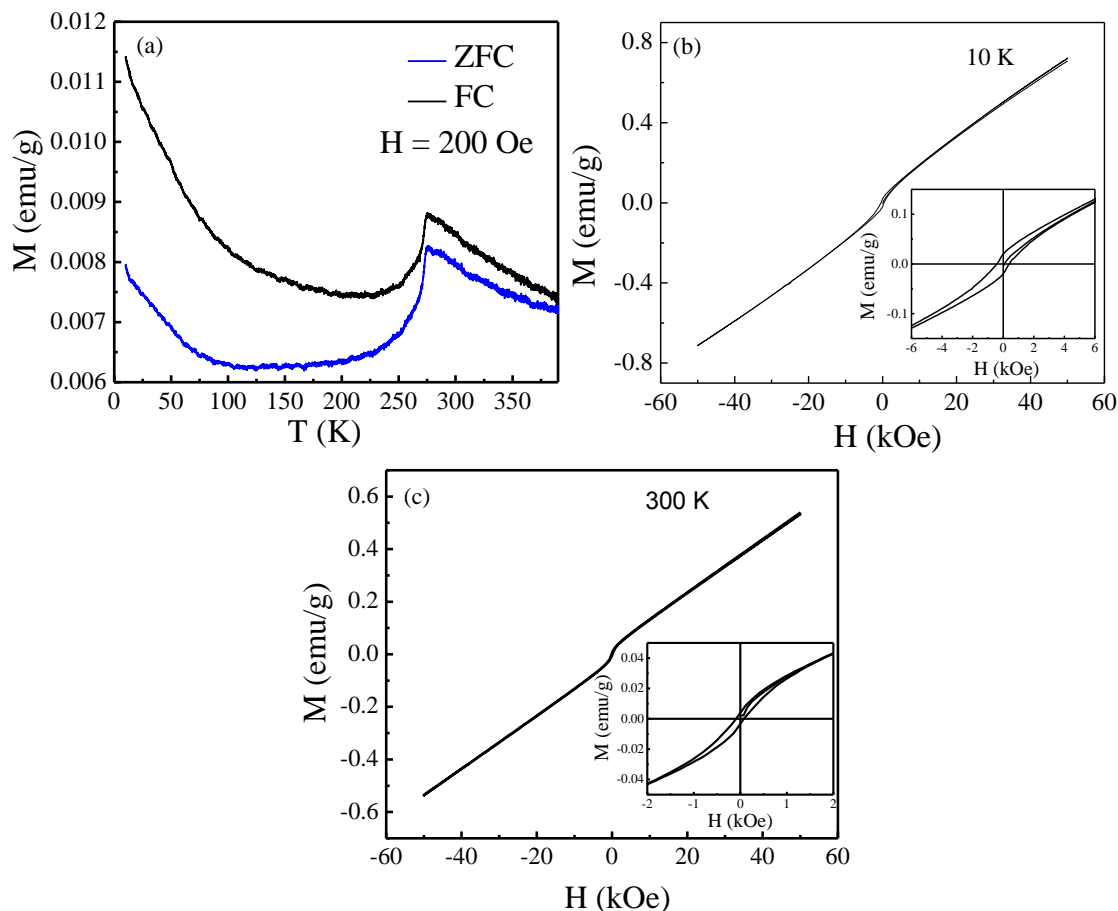 0.012
0.011
0.010
0.009
0.008
0.007
0.006
M (emu/g)
(a)
ZFC
FC
H = 200 Oe
0 50 100 150 200 250 300 350
T (K)
0.8
0.4
0.0
-0.4
-0.8
M (emu/g)
(b)
10 K
-60 -40 -20 0 20 40 60
H (kOe)
0.1
0.0
-0.1
M (emu/g)
-6 -4 -2 0 2 4 6
H (kOe)
0.6
0.4
0.2
0.0
-0.2
-0.4
-0.6
M (emu/g)
(c)
300 K
-60 -40 -20 0 20 40 60
H (kOe)
0.04
0.02
0.00
-0.02
-0.04
M (emu/g)
-2 -1 0 1 2
H (kOe)